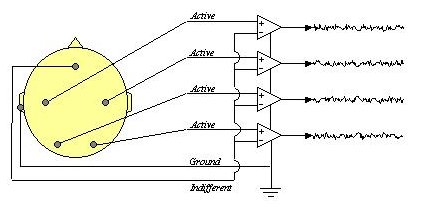 Active
+
-
Active
+
-
Active
+
-
Active
+
-
Ground
Indifferent